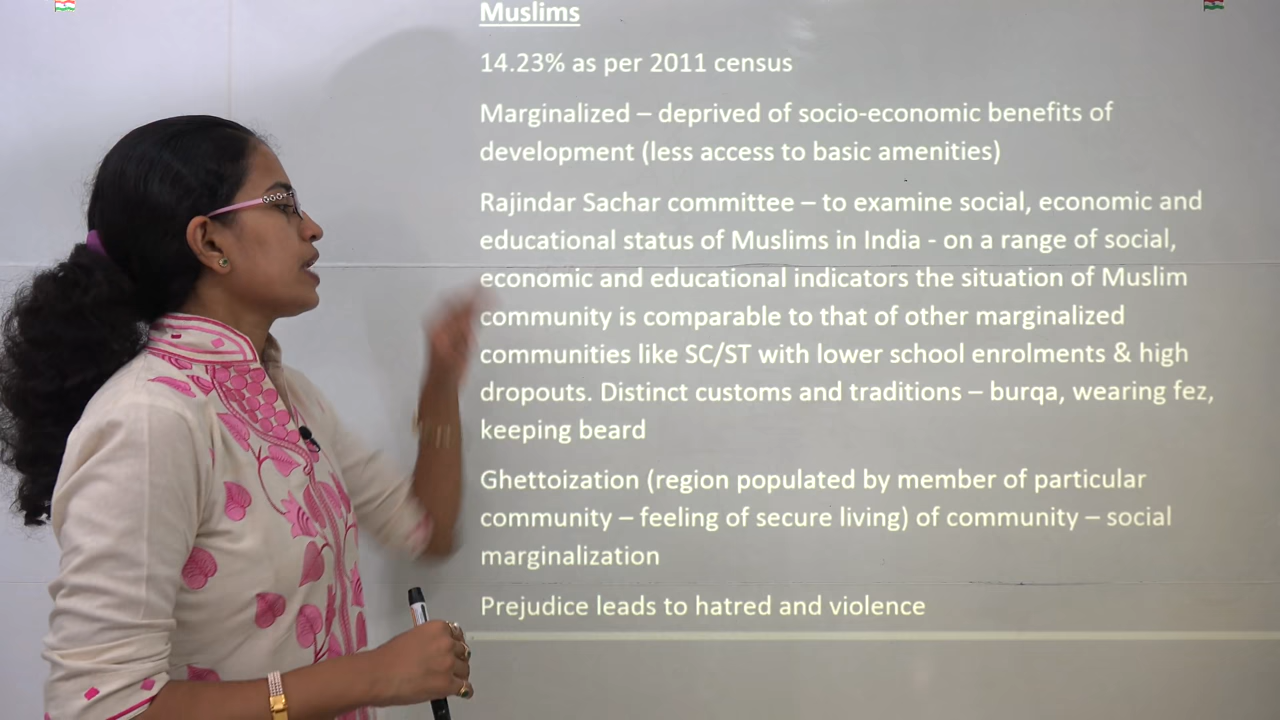 Muslims
14.23% as per 2011 census
Marginalized – deprived of socio-economic benefits of
development (less access to basic amenities)
Rajindar Sachar committee – to examine social, economic and
educational status of Muslims in India - on a range of social,
economic and educational indicators the situation of Muslim
community is comparable to that of other marginalized
communities like SC/ST with lower school enrolments & high
dropouts. Distinct customs and traditions – burqa, wearing fez,
keeping beard
Ghettoization (region populated by member of particular
community – feeling of secure living) of community – social
marginalization
Prejudice leads to hatred and violence